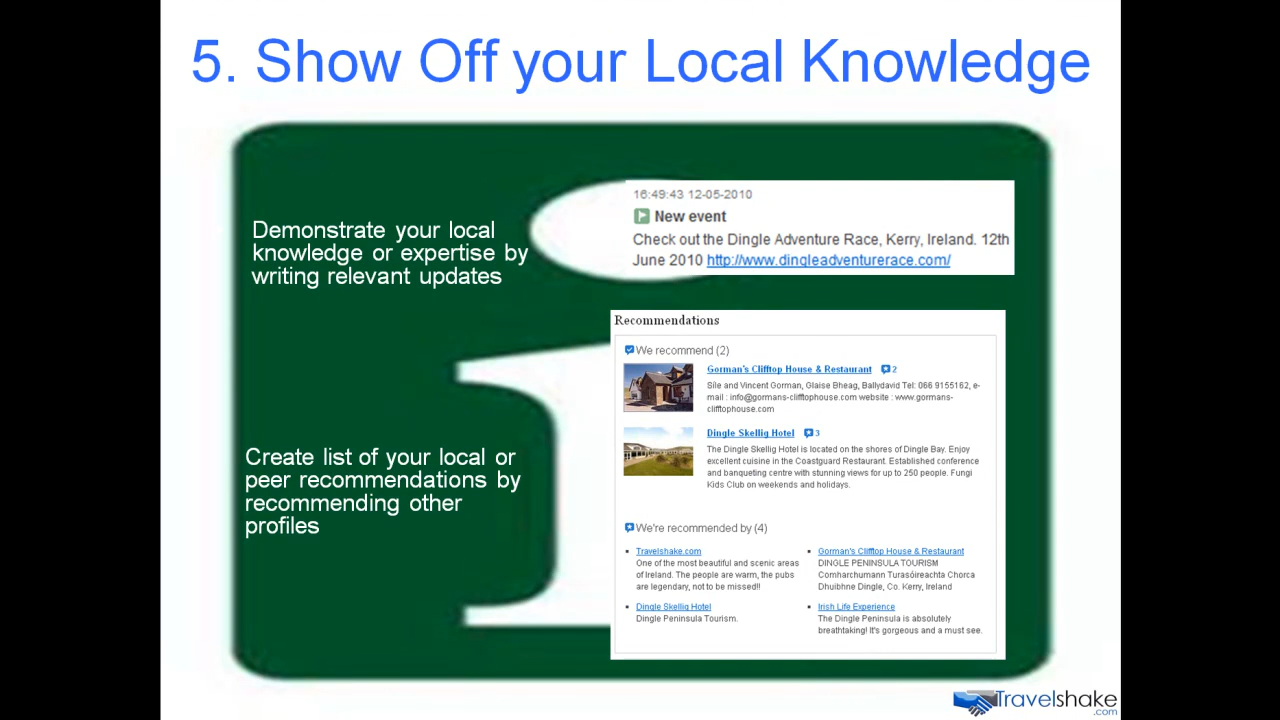 5. Show Off your Local Knowledge
Demonstrate your local
knowledge or expertise by
writing relevant updates
16:49:43 12-05-2010
New event
Check out the Dingle Adventure Race, Kerry, Ireland. 12th
June 2010 http://www.dingleadventurerace.com/
Create list of your local or
peer recommendations by
recommending other
profiles
Recommendations
We recommend (2)
Gorman's Clifftop House & Restaurant 2
Síle and Vincent Gorman, Glaise Bheag, Ballydavid Tel: 066 9155162, e-
mail : info@gormans-clifftophouse.com website : www.gormans-
clifftophouse.com
Dingle Skellig Hotel 3
The Dingle Skellig Hotel is located on the shores of Dingle Bay. Enjoy
excellent cuisine in the Coastguard Restaurant. Established conference
and banqueting centre with stunning views for up to 250 people. Fungi
Kids Club on weekends and holidays.
We're recommended by (4)
Travelshake.com
One of the most beautiful and scenic areas
of Ireland. The people are warm, the pubs
are legendary, not to be missed!!
Gorman's Clifftop House & Restaurant
DINGLE PENINSULA TOURISM
Comharchumann Turasóireachta Chorca
Dhuibhne Dingle, Co. Kerry, Ireland
Dingle Skellig Hotel
Dingle Peninsula Tourism.
Irish Life Experience
The Dingle Peninsula is absolutely
breathtaking! It's gorgeous and a must see.
Travelshake
.com